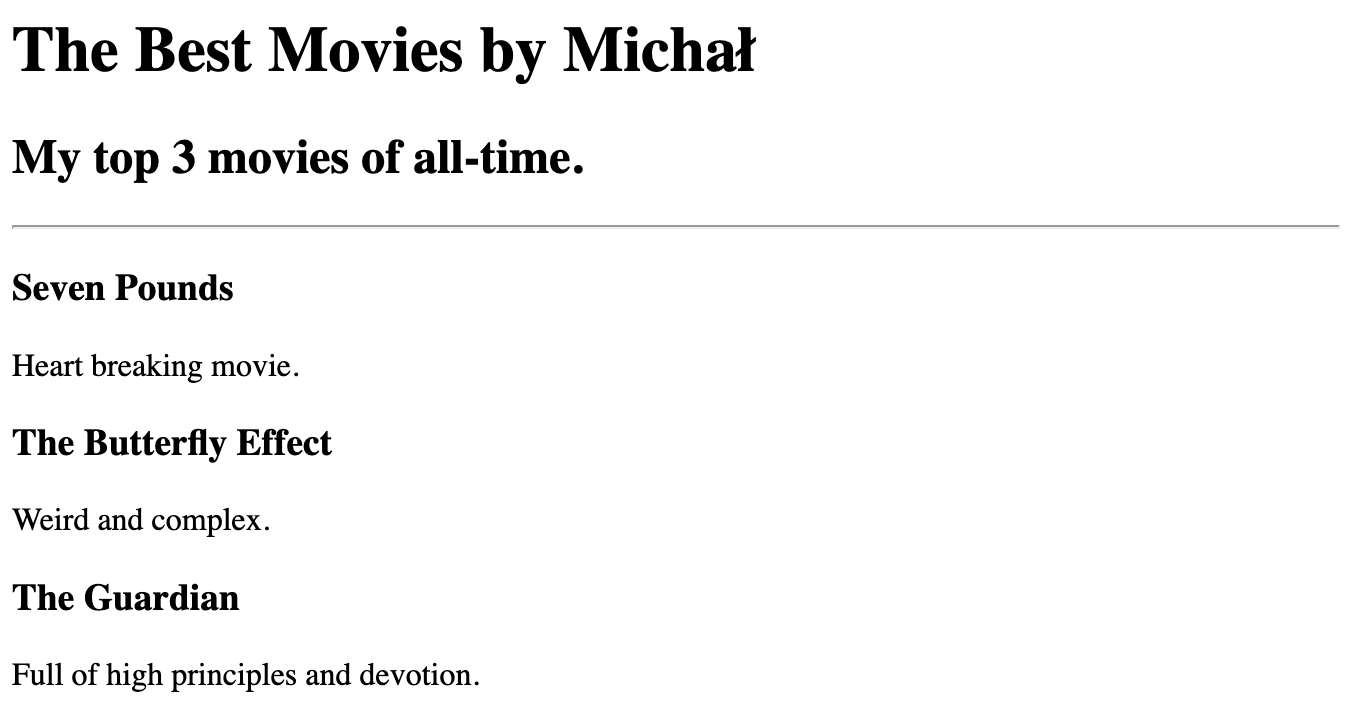 The Best Movies by Michał
My top 3 movies of all-time.
Seven Pounds
Heart breaking movie.
The Butterfly Effect
Weird and complex.
The Guardian
Full of high principles and devotion.